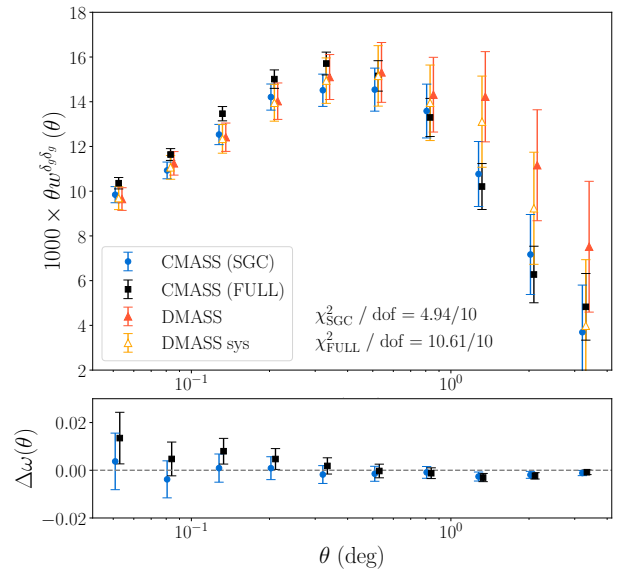 18
16
14
12
10
8
6
4
2
1000 × θw^{δ_g δ_g}(θ)
CMASS (SGC)
CMASS (FULL)
DMASS
DMASS sys
χ²_SGC / dof = 4.94/10
χ²_FULL / dof = 10.61/10
10⁻¹ 10⁰
0.02
0.00
−0.02
Δω(θ)
10⁻¹ 10⁰
θ (deg)